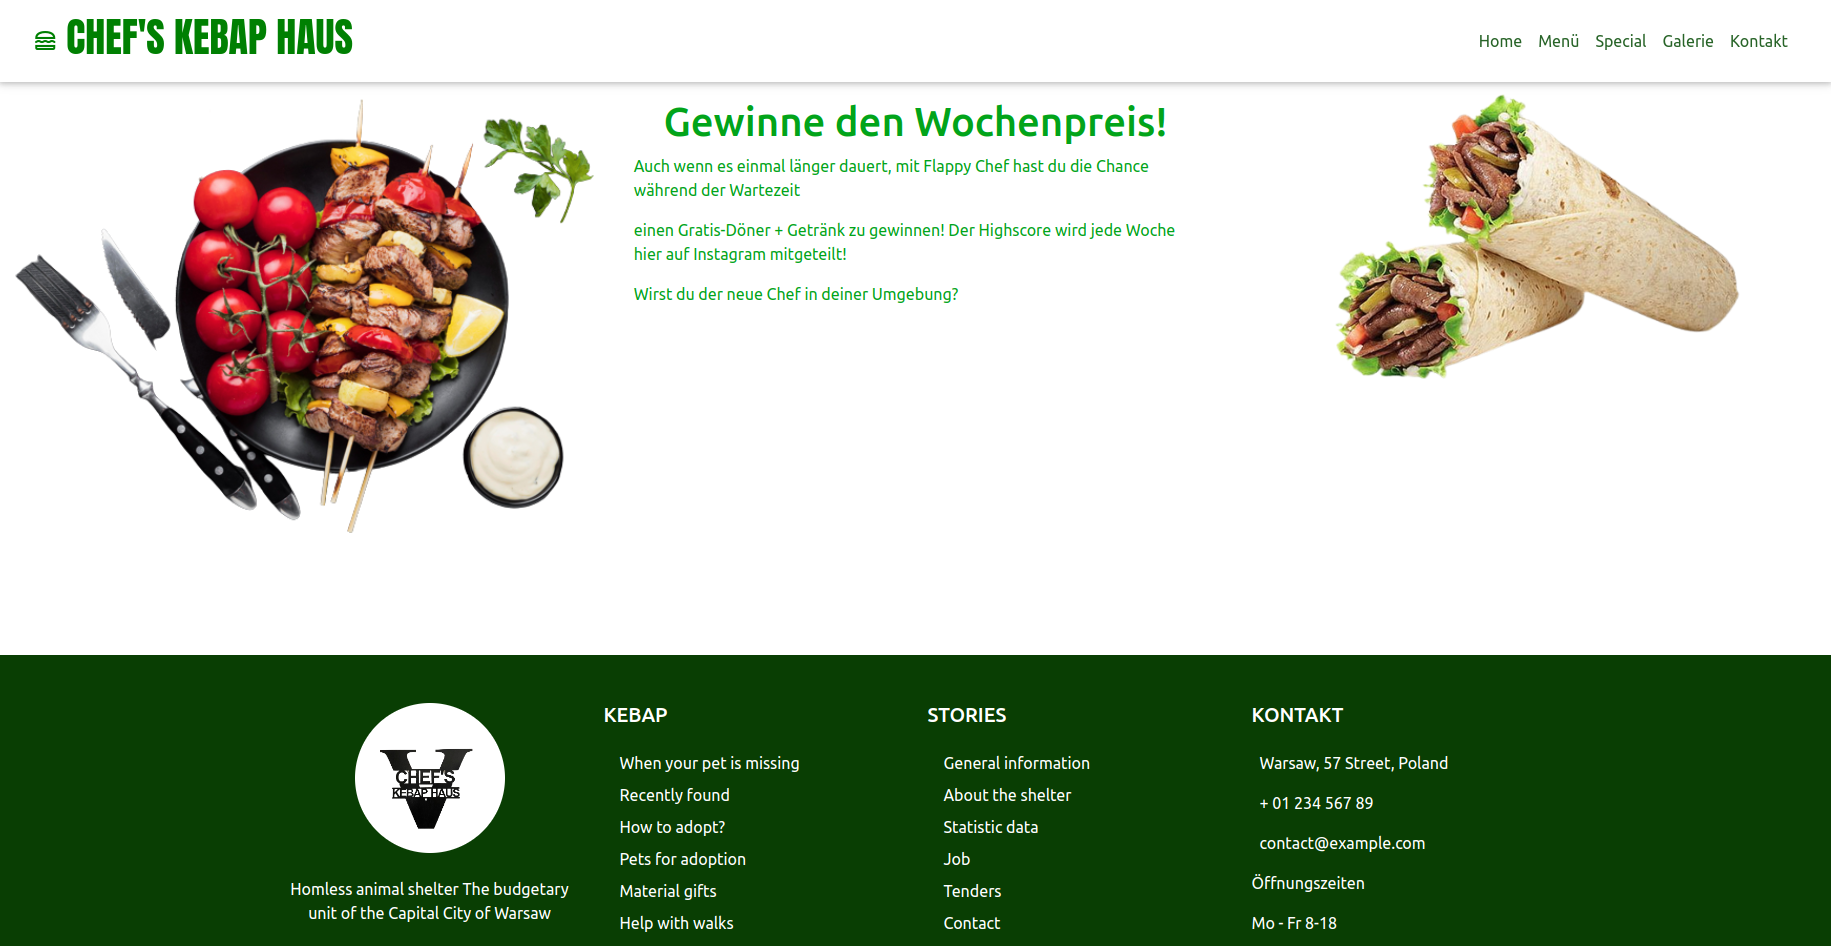 CHEF'S KEBAP HAUS
Home Menü Special Galerie Kontakt
Gewinne den Wochenpreis!
Auch wenn es einmal länger dauert, mit Flappy Chef hast du die Chance
während der Wartezeit
einen Gratis-Döner + Getränk zu gewinnen! Der Highscore wird jede Woche
hier auf Instagram mitgeteilt!
Wirst du der neue Chef in deiner Umgebung?
V
CHEF'S
KEBAP HAUS
Homless animal shelter The budgetary
unit of the Capital City of Warsaw
KEBAP
When your pet is missing
Recently found
How to adopt?
Pets for adoption
Material gifts
Help with walks
STORIES
General information
About the shelter
Statistic data
Job
Tenders
Contact
KONTAKT
Warsaw, 57 Street, Poland
+ 01 234 567 89
contact@example.com
Öffnungszeiten
Mo - Fr 8-18